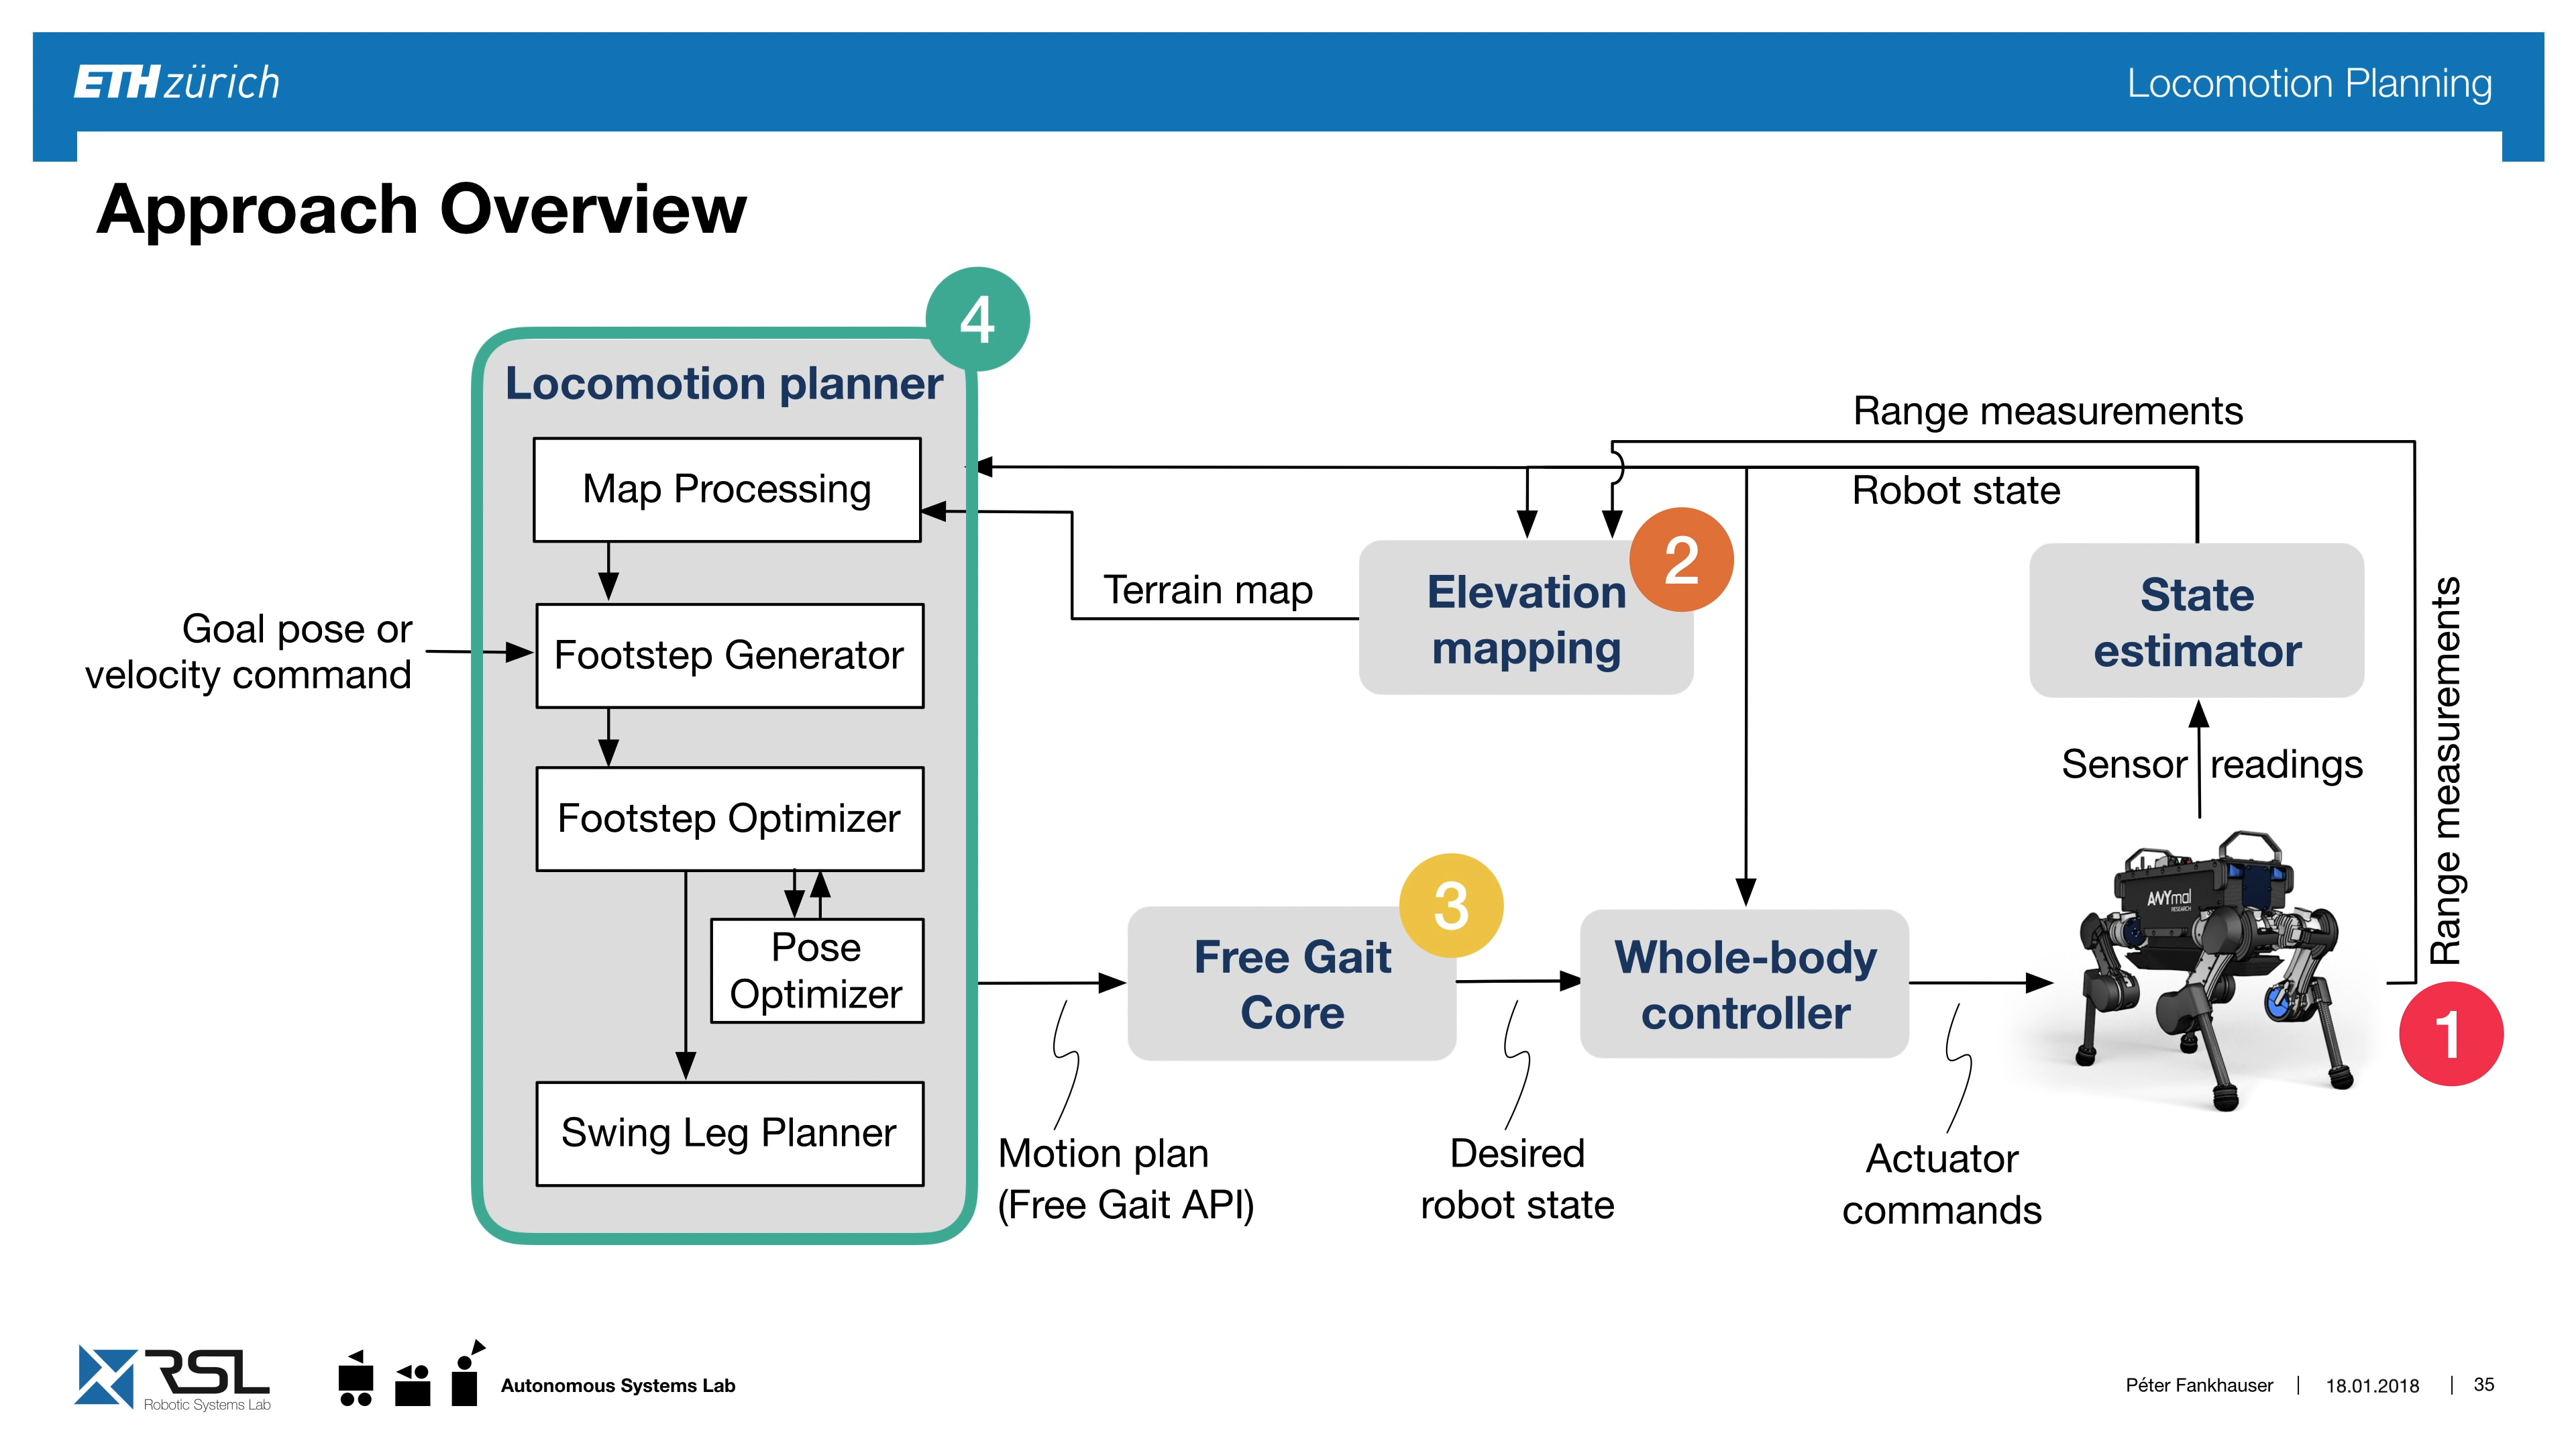 ETH zürich
Locomotion Planning
Approach Overview
4
Locomotion planner
Map Processing
Footstep Generator
Footstep Optimizer
Pose
Optimizer
Swing Leg Planner
Goal pose or
velocity command
Range measurements
Robot state
Terrain map
2
Elevation
mapping
State
estimator
Sensor readings
Range measurements
3
Free Gait
Core
Whole-body
controller
ANYmal
RESEARCH
1
Motion plan
(Free Gait API)
Desired
robot state
Actuator
commands
RSL
Robotic Systems Lab
Autonomous Systems Lab
Péter Fankhauser | 18.01.2018 | 35